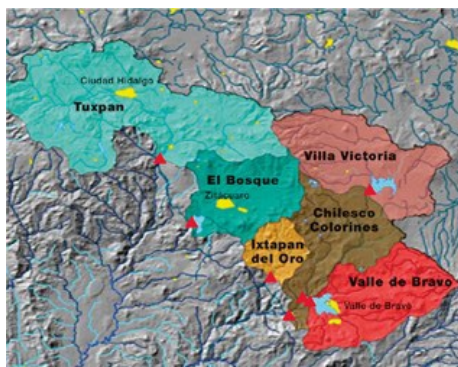 Ciudad Hidalgo
Tuxpan
Villa Victoria
El Bosque
Zitácuaro
Chilesco
Colorines
Ixtapan
del Oro
Valle de Bravo
Valle de Bravo